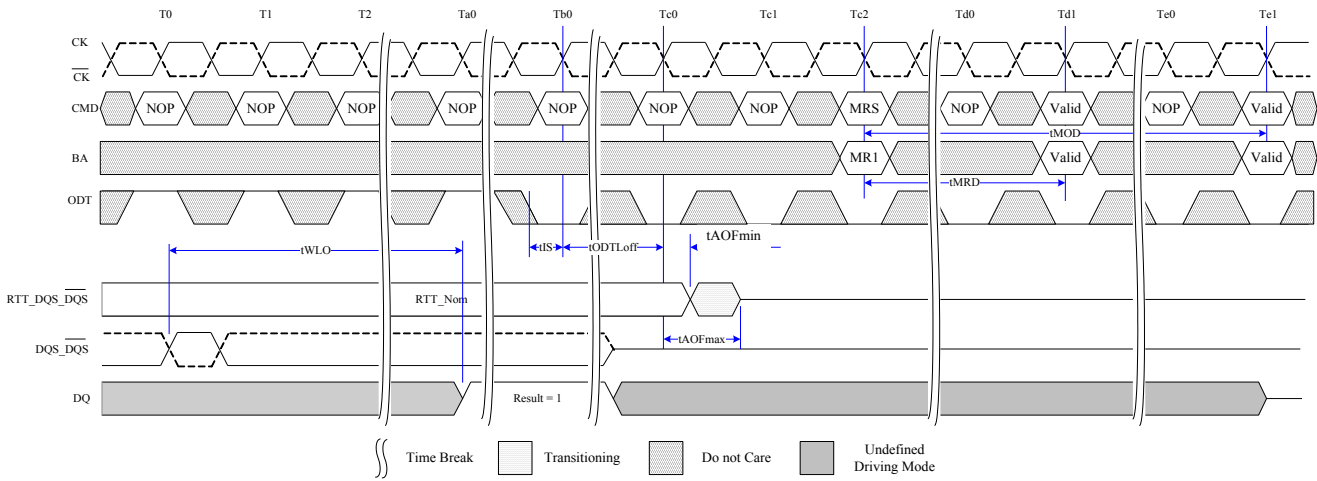 T0 T1 T2 Ta0 Tb0 Tc0 Tc1 Tc2 Td0 Td1 Te0 Te1
CK
CK
CMD NOP NOP NOP NOP NOP NOP NOP MRS NOP Valid NOP Valid
tMOD
BA MR1 Valid Valid
tMRD
ODT
tAOFmin
tWLO tIS tODTLoff
RTT_DQS_DQS RTT_Nom
tAOFmax
DQS_DQS
DQ Result = 1
Time Break Transitioning Do not Care Undefined
Driving Mode